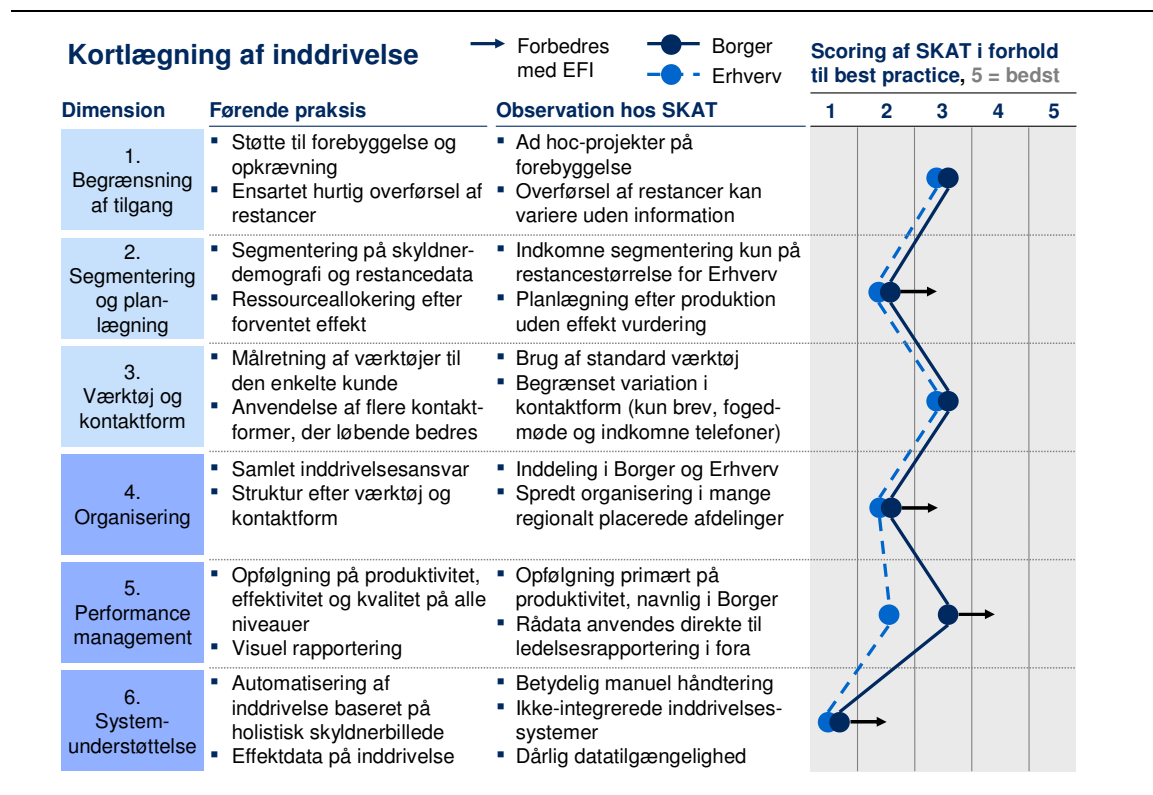 Kortlægning af inddrivelse
Forbedres
med EFI
Borger
Erhverv
Scoring af SKAT i forhold
til best practice, 5 = bedst
Dimension
Førende praksis
Observation hos SKAT
1 2 3 4 5
1.
Begrænsning
af tilgang
▪ Støtte til forebyggelse og
opkrævning
▪ Ensartet hurtig overførsel af
restancer
▪ Ad hoc-projekter på
forebyggelse
▪ Overførsel af restancer kan
variere uden information
2.
Segmentering
og plan-
lægning
▪ Segmentering på skyldner-
demografi og restancedata
▪ Ressourceallokering efter
forventet effekt
▪ Indkomne segmentering kun på
restancestørrelse for Erhverv
▪ Planlægning efter produktion
uden effekt vurdering
3.
Værktøj og
kontaktform
▪ Målretning af værktøjer til
den enkelte kunde
▪ Anvendelse af flere kontakt-
former, der løbende bedres
▪ Brug af standard værktøj
▪ Begrænset variation i
kontaktform (kun brev, foged-
møde og indkomne telefoner)
4.
Organisering
▪ Samlet inddrivelsesansvar
▪ Struktur efter værktøj og
kontaktform
▪ Inddeling i Borger og Erhverv
▪ Spredt organisering i mange
regionalt placerede afdelinger
5.
Performance
management
▪ Opfølgning på produktivitet,
effektivitet og kvalitet på alle
niveauer
▪ Visuel rapportering
▪ Opfølgning primært på
produktivitet, navnlig i Borger
▪ Rådata anvendes direkte til
ledelsesrapportering i fora
6.
System-
understøttelse
▪ Automatisering af
inddrivelse baseret på
holistisk skyldnerbillede
▪ Effektdata på inddrivelse
▪ Betydelig manuel håndtering
▪ Ikke-integrerede inddrivelses-
systemer
▪ Dårlig datatilgængelighed